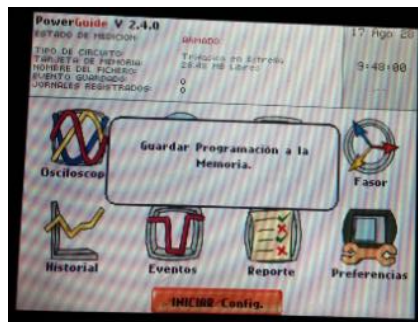 PowerGuide V 2.4.0
17 Ago 20
ESTADO DE MEDICION: ARMADO
TIPO DE CIRCUITO: Trifasico en Estrella
TARJETA DE MEMORIA: 28.45 MB Libres
NOMBRE DEL FICHERO:
9:48:00
EVENTO GUARDADO: 0
JORNALES REGISTRADOS: 0
Guardar Programación a la
Memoria.
Osciloscop
Fasor
Historial
Eventos
Reporte
Preferencias
INICIAR Config.